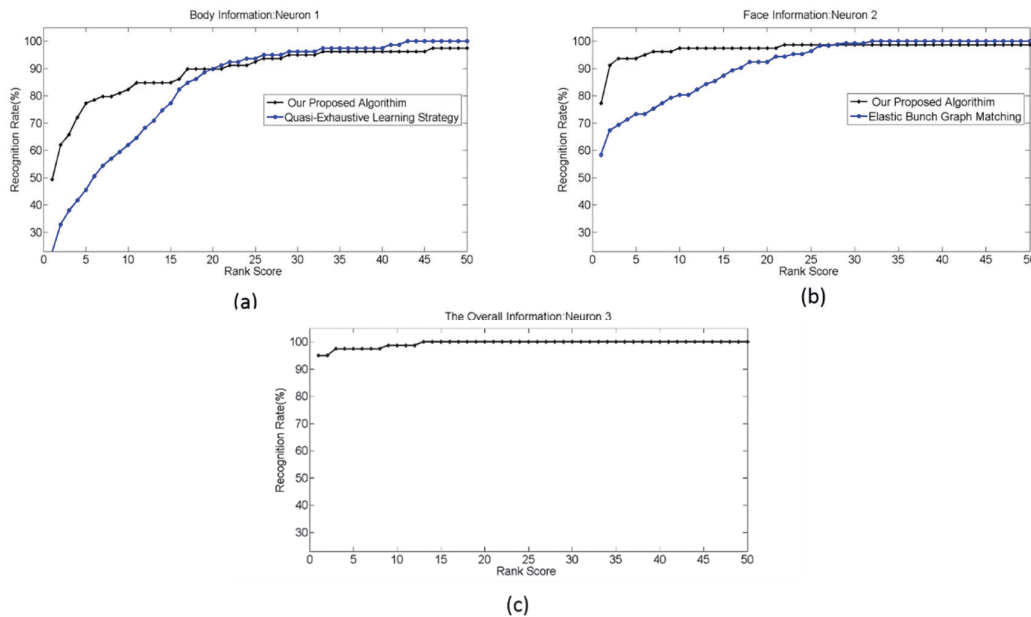 Body Information:Neuron 1
100
90
80
70
60
50
40
30
Recognition Rate(%)
Our Proposed Algorithim
Quasi-Exhaustive Learning Strategy
0 5 10 15 20 25 30 35 40 45 50
Rank Score
(a)
Face Information:Neuron 2
100
90
80
70
60
50
40
30
Recognition Rate(%)
Our Proposed Algorithim
Elastic Bunch Graph Matching
0 5 10 15 20 25 30 35 40 45 50
Rank Score
(b)
The Overall Information:Neuron 3
100
90
80
70
60
50
40
30
Recognition Rate(%)
0 5 10 15 20 25 30 35 40 45 50
Rank Score
(c)